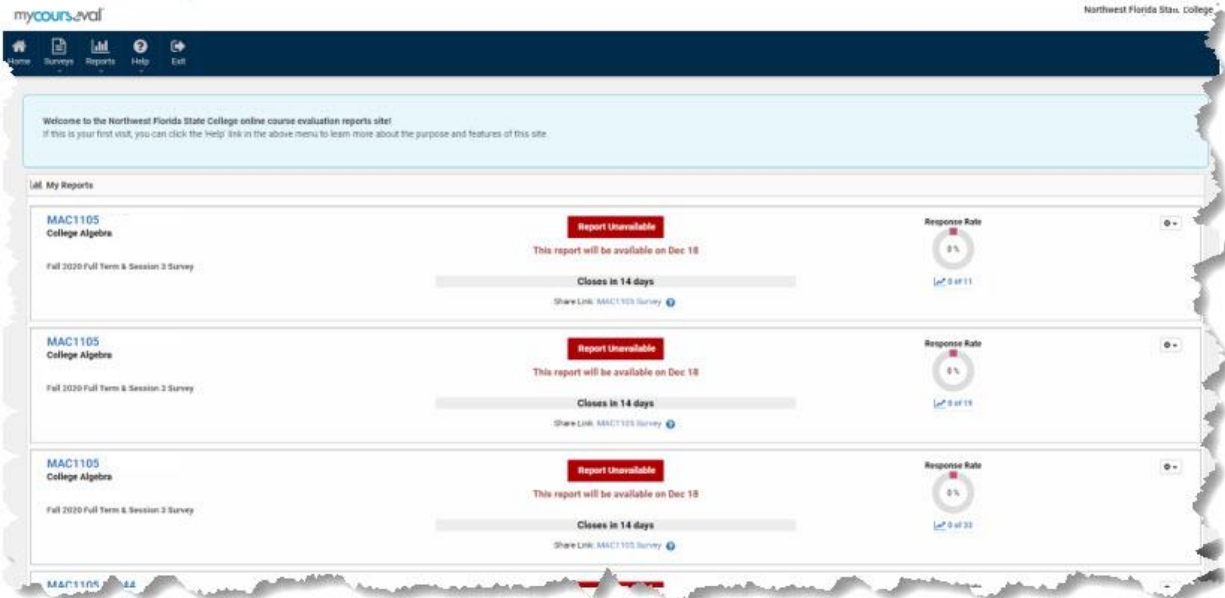 mycourseval
Northwest Florida State College
Home Surveys Reports Help Exit
Welcome to the Northwest Florida State College online course evaluation reports site!
If this is your first visit, you can click the 'Help' link in the above menu to learn more about the purpose and features of this site.
My Reports
MAC1105
College Algebra
Fall 2020 Full Term & Session 3 Survey
Report Unavailable
This report will be available on Dec 18
Closes in 14 days
Share Link: MAC1105 Survey
Response Rate
0 %
0 of 11
MAC1105
College Algebra
Fall 2020 Full Term & Session 3 Survey
Report Unavailable
This report will be available on Dec 18
Closes in 14 days
Share Link: MAC1105 Survey
Response Rate
0 %
0 of 19
MAC1105
College Algebra
Fall 2020 Full Term & Session 3 Survey
Report Unavailable
This report will be available on Dec 18
Closes in 14 days
Share Link: MAC1105 Survey
Response Rate
0 %
0 of 33
MAC1105